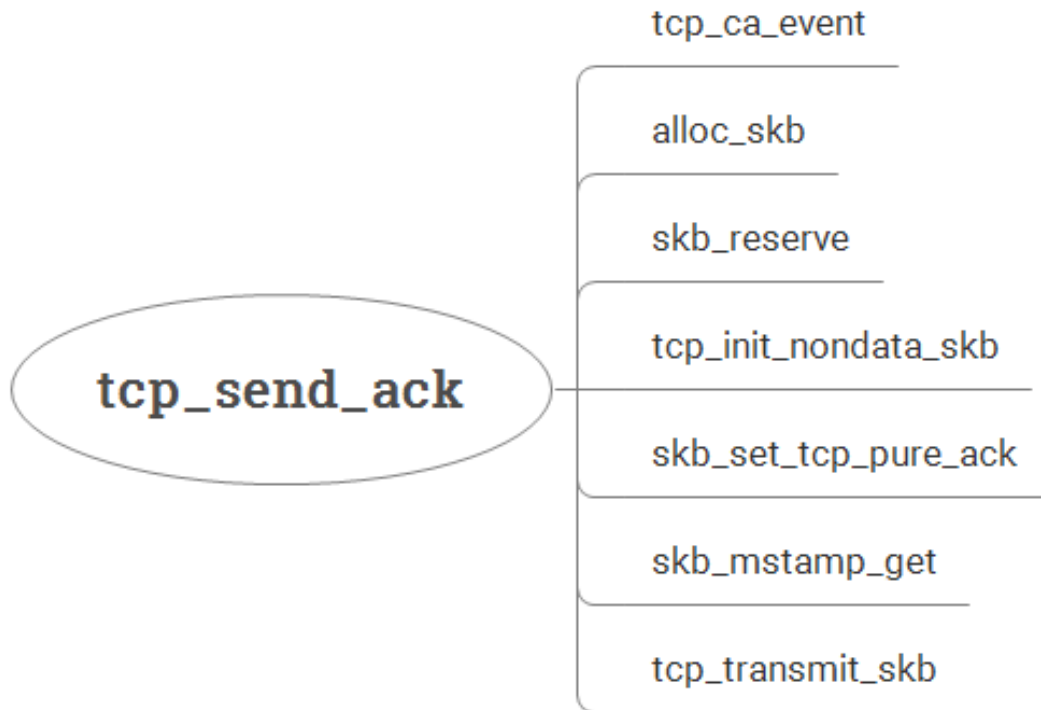 tcp_ca_event
alloc_skb
skb_reserve
tcp_init_nondata_skb
tcp_send_ack
skb_set_tcp_pure_ack
skb_mstamp_get
tcp_transmit_skb